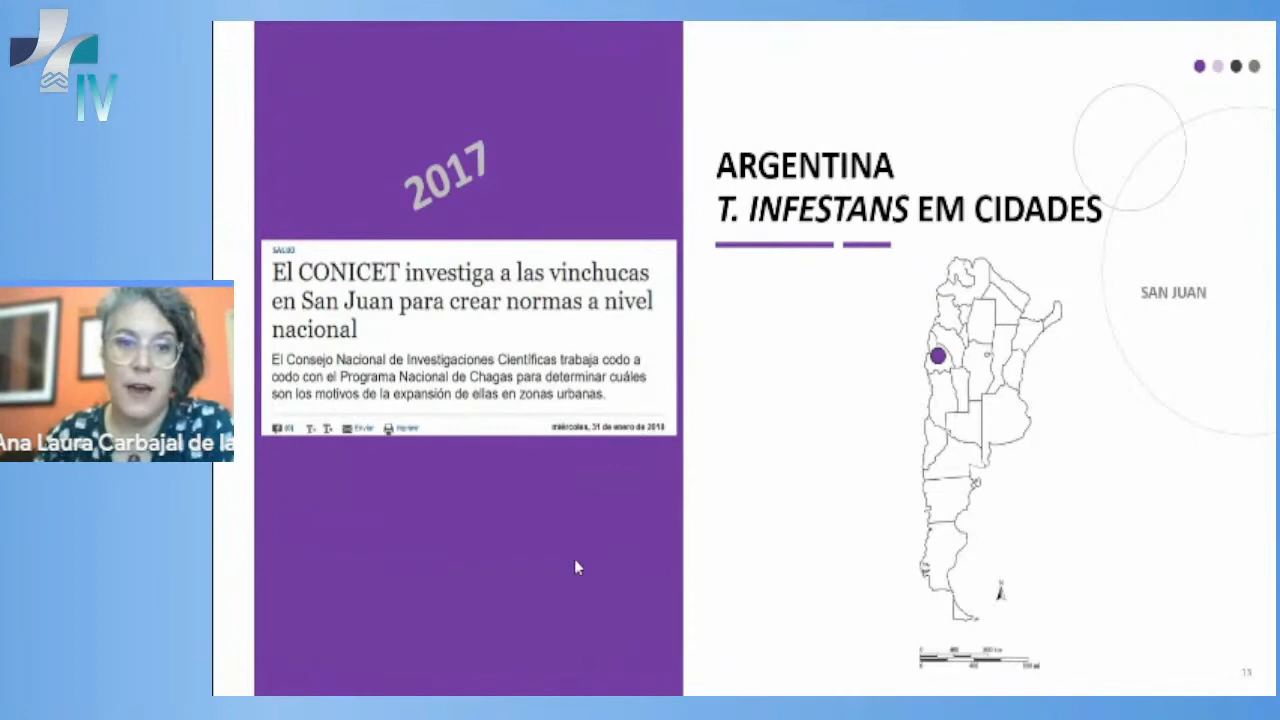 IV
2017
SALUD
El CONICET investiga a las vinchucas
en San Juan para crear normas a nivel
nacional
El Consejo Nacional de Investigaciones Científicas trabaja codo a
codo con el Programa Nacional de Chagas para determinar cuáles
son los motivos de la expansión de ellas en zonas urbanas.
Enviar
miércoles, 31 de enero de 2018
ARGENTINA
T. INFESTANS EM CIDADES
SAN JUAN
N
13
Ana Laura Carbajal de la